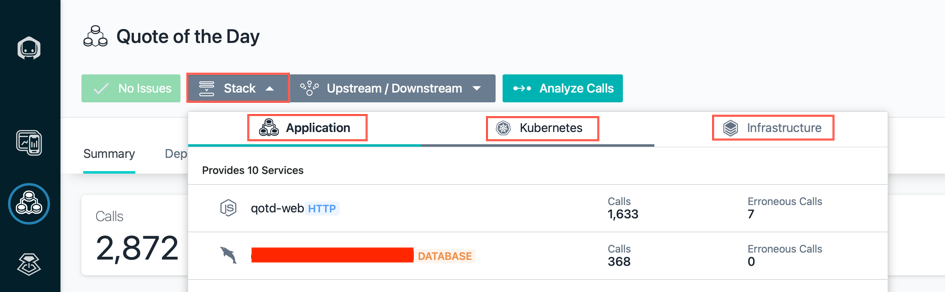 Quote of the Day
No Issues
Stack
Upstream / Downstream
Analyze Calls
Application
Kubernetes
Infrastructure
Summary
Dep
Provides 10 Services
Calls
2,872
qotd-web HTTP
Calls
1,633
Erroneous Calls
7
DATABASE
Calls
368
Erroneous Calls
0